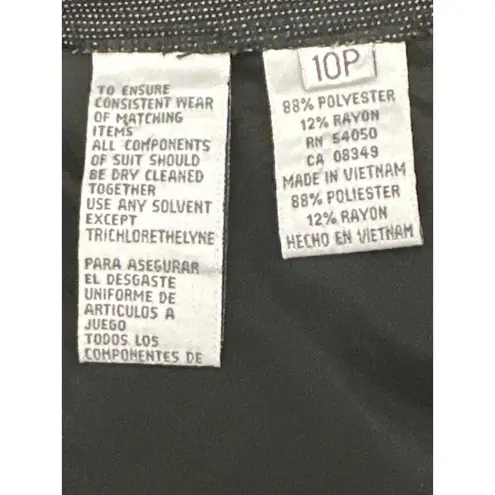 TO ENSURE
CONSISTENT WEAR
OF MATCHING
ITEMS
ALL COMPONENTS
OF SUIT SHOULD
BE DRY CLEANED
TOGETHER
USE ANY SOLVENT
EXCEPT
TRICHLORETHELYNE
PARA ASEGURAR
EL DESGASTE
UNIFORME DE
ARTICULOS A
JUEGO
TODOS LOS
COMPONENTES DE
10P
88% POLYESTER
12% RAYON
RN 54050
CA 08349
MADE IN VIETNAM
88% POLIESTER
12% RAYON
HECHO EN VIETNAM